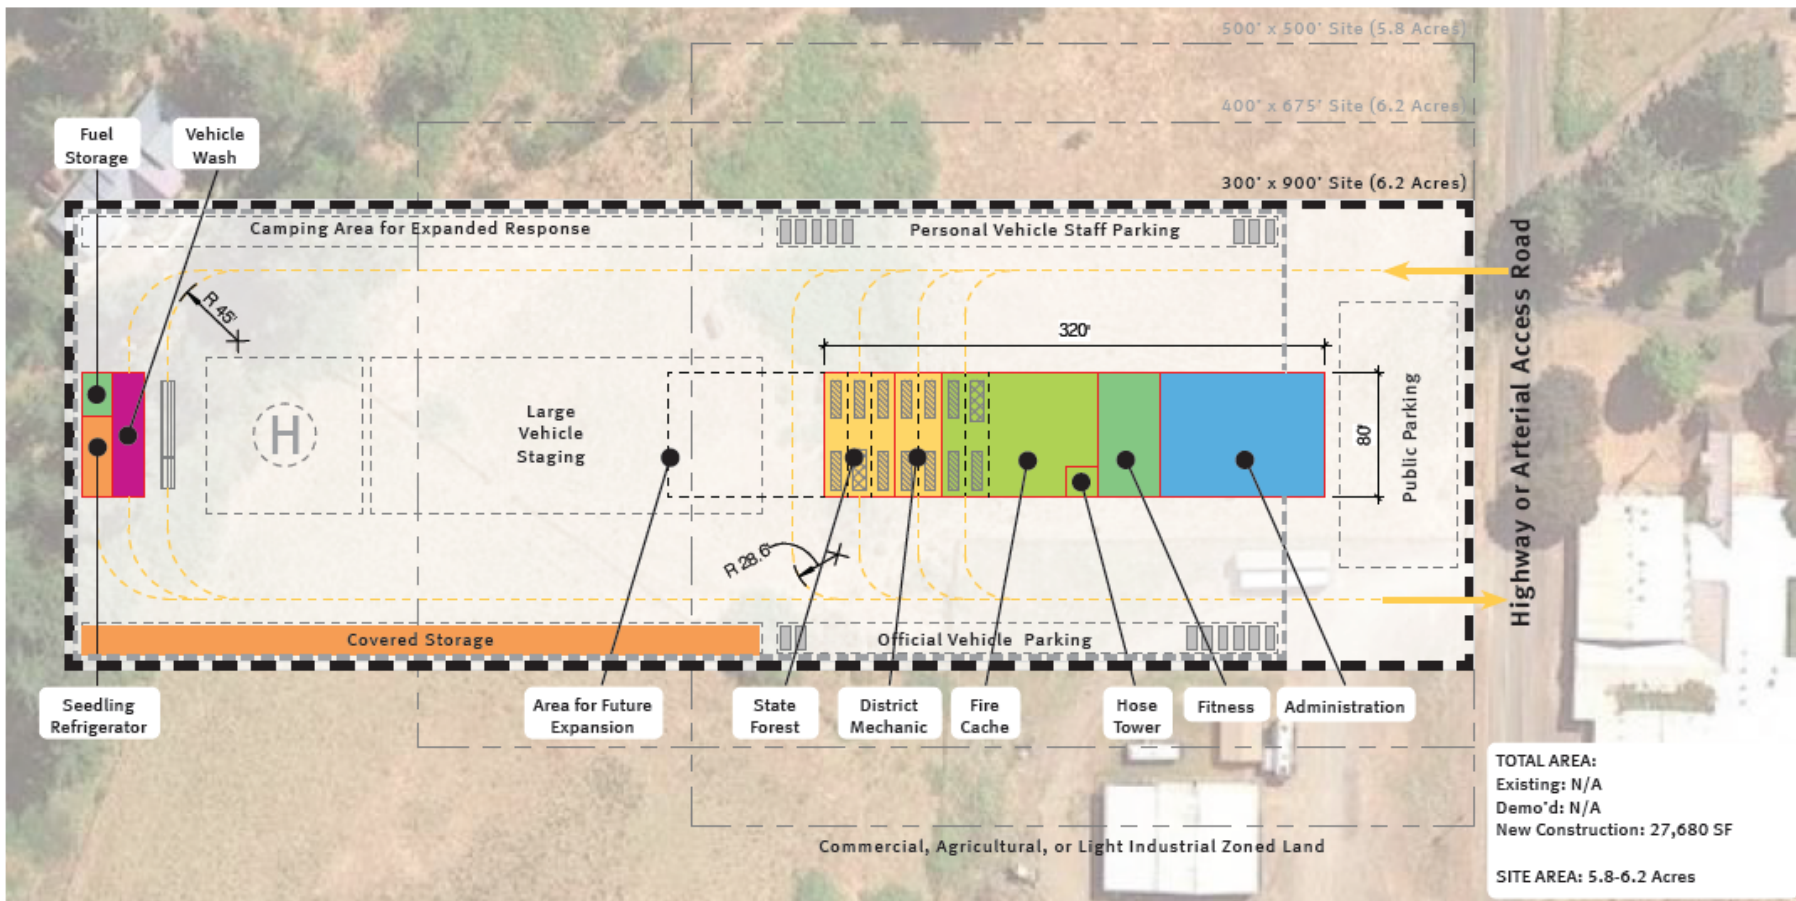 500' x 500' Site (5.8 Acres)
400' x 675' Site (6.2 Acres)
300' x 900' Site (6.2 Acres)
Fuel
Storage
Vehicle
Wash
Camping Area for Expanded Response
Personal Vehicle Staff Parking
R 45'
320'
H
Large
Vehicle
Staging
80'
Public Parking
Highway or Arterial Access Road
R 28.6'
Covered Storage
Official Vehicle Parking
Seedling
Refrigerator
Area for Future
Expansion
State
Forest
District
Mechanic
Fire
Cache
Hose
Tower
Fitness
Administration
Commercial, Agricultural, or Light Industrial Zoned Land
TOTAL AREA:
Existing: N/A
Demo'd: N/A
New Construction: 27,680 SF
SITE AREA: 5.8-6.2 Acres